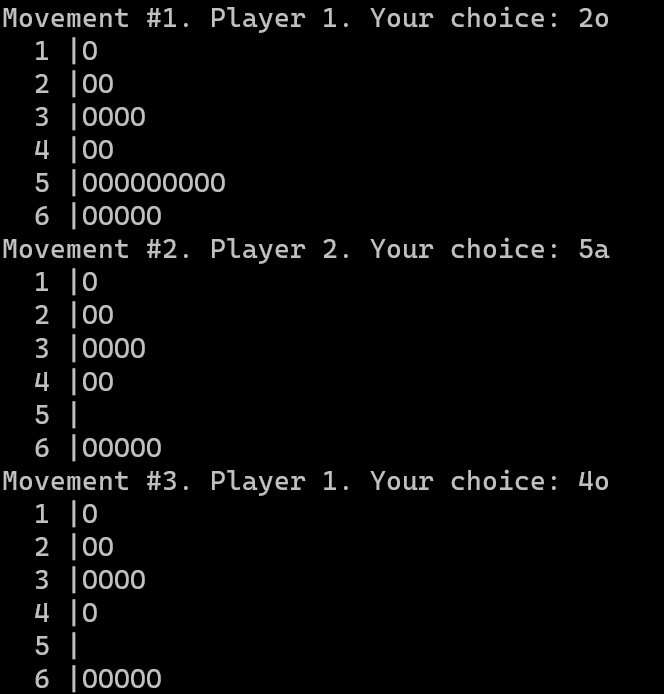 Movement #1. Player 1. Your choice: 2o
  1 |O
  2 |OO
  3 |OOOO
  4 |OO
  5 |OOOOOOOOO
  6 |OOOOO
Movement #2. Player 2. Your choice: 5a
  1 |O
  2 |OO
  3 |OOOO
  4 |OO
  5 |
  6 |OOOOO
Movement #3. Player 1. Your choice: 4o
  1 |O
  2 |OO
  3 |OOOO
  4 |O
  5 |
  6 |OOOOO